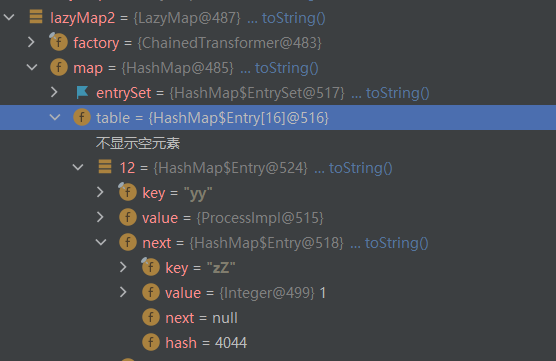 lazyMap2 = {LazyMap@487} ... toString()
factory = {ChainedTransformer@483}
map = {HashMap@485} ... toString()
entrySet = {HashMap$EntrySet@517} ... toString()
table = {HashMap$Entry[16]@516}
不显示空元素
12 = {HashMap$Entry@524} ... toString()
key = "yy"
value = {ProcessImpl@515}
next = {HashMap$Entry@518} ... toString()
key = "zZ"
value = {Integer@499} 1
next = null
hash = 4044